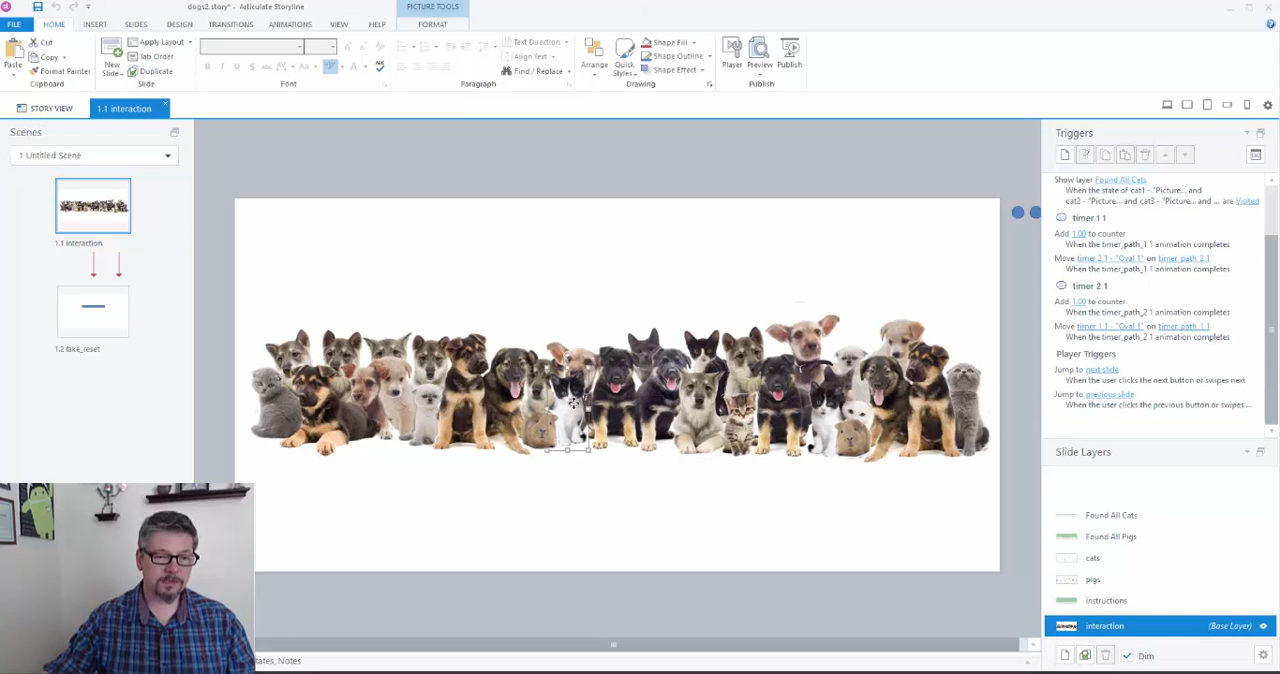 dogs2.story* - Articulate Storyline
PICTURE TOOLS
FILE HOME INSERT SLIDES DESIGN TRANSITIONS ANIMATIONS VIEW HELP FORMAT
Paste
Cut
Copy
Format Painter
Clipboard
New Slide
Apply Layout
Tab Order
Duplicate
Slide
Font
Text Direction
Align Text
Find / Replace
Paragraph
Arrange
Quick Styles
Shape Fill
Shape Outline
Shape Effect
Drawing
Player
Preview
Publish
Publish
STORY VIEW
1.1 interaction
Scenes
1 Untitled Scene
1.1 interaction
1.2 fake_reset
Triggers
Show layer Found All Cats
When the state of cat1 - "Picture... and
cat2 - "Picture... and cat3 - "Picture... and ... are Visited
timer 1 1
Add 1.00 to counter
When the timer_path_1 1 animation completes
Move timer 2 1 - "Oval 1" on timer_path_2 1
When the timer_path_1 1 animation completes
timer 2 1
Add 1.00 to counter
When the timer_path_2 1 animation completes
Move timer 1 1 - "Oval 1" on timer_path_1 1
When the timer_path_2 1 animation completes
Player Triggers
Jump to next slide
When the user clicks the next button or swipes next
Jump to previous slide
When the user clicks the previous button or swipes ...
Slide Layers
Found All Cats
Found All Pigs
cats
pigs
instructions
interaction (Base Layer)
Dim
tates, Notes